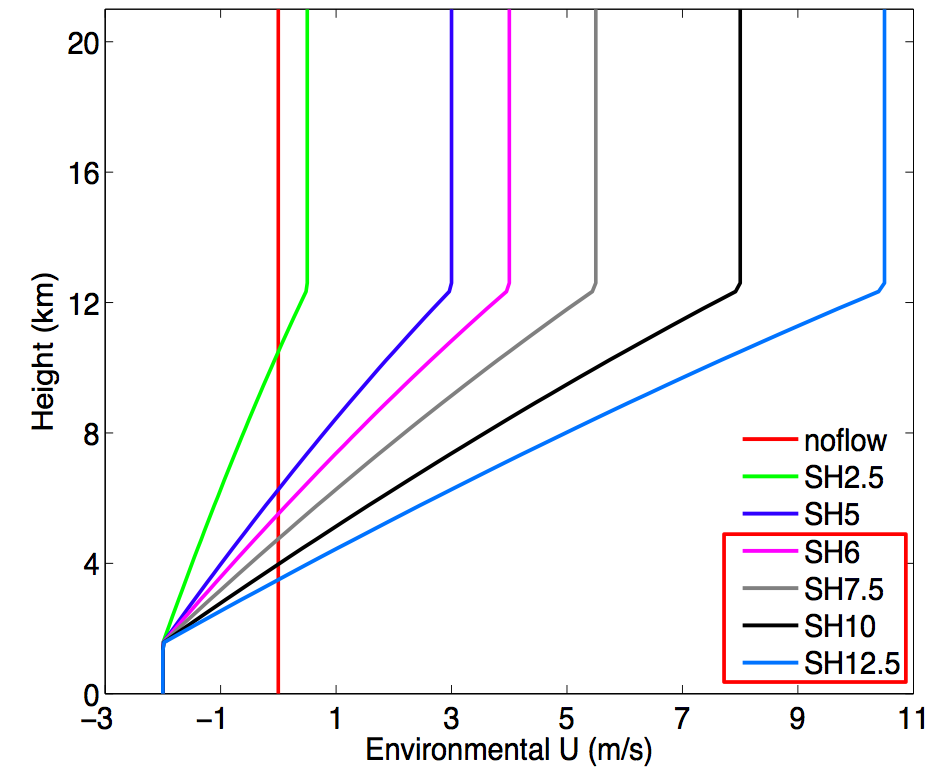 20
16
12
8
4
0
Height (km)
noflow
SH2.5
SH5
SH6
SH7.5
SH10
SH12.5
−3 −1 1 3 5 7 9 11
Environmental U (m/s)